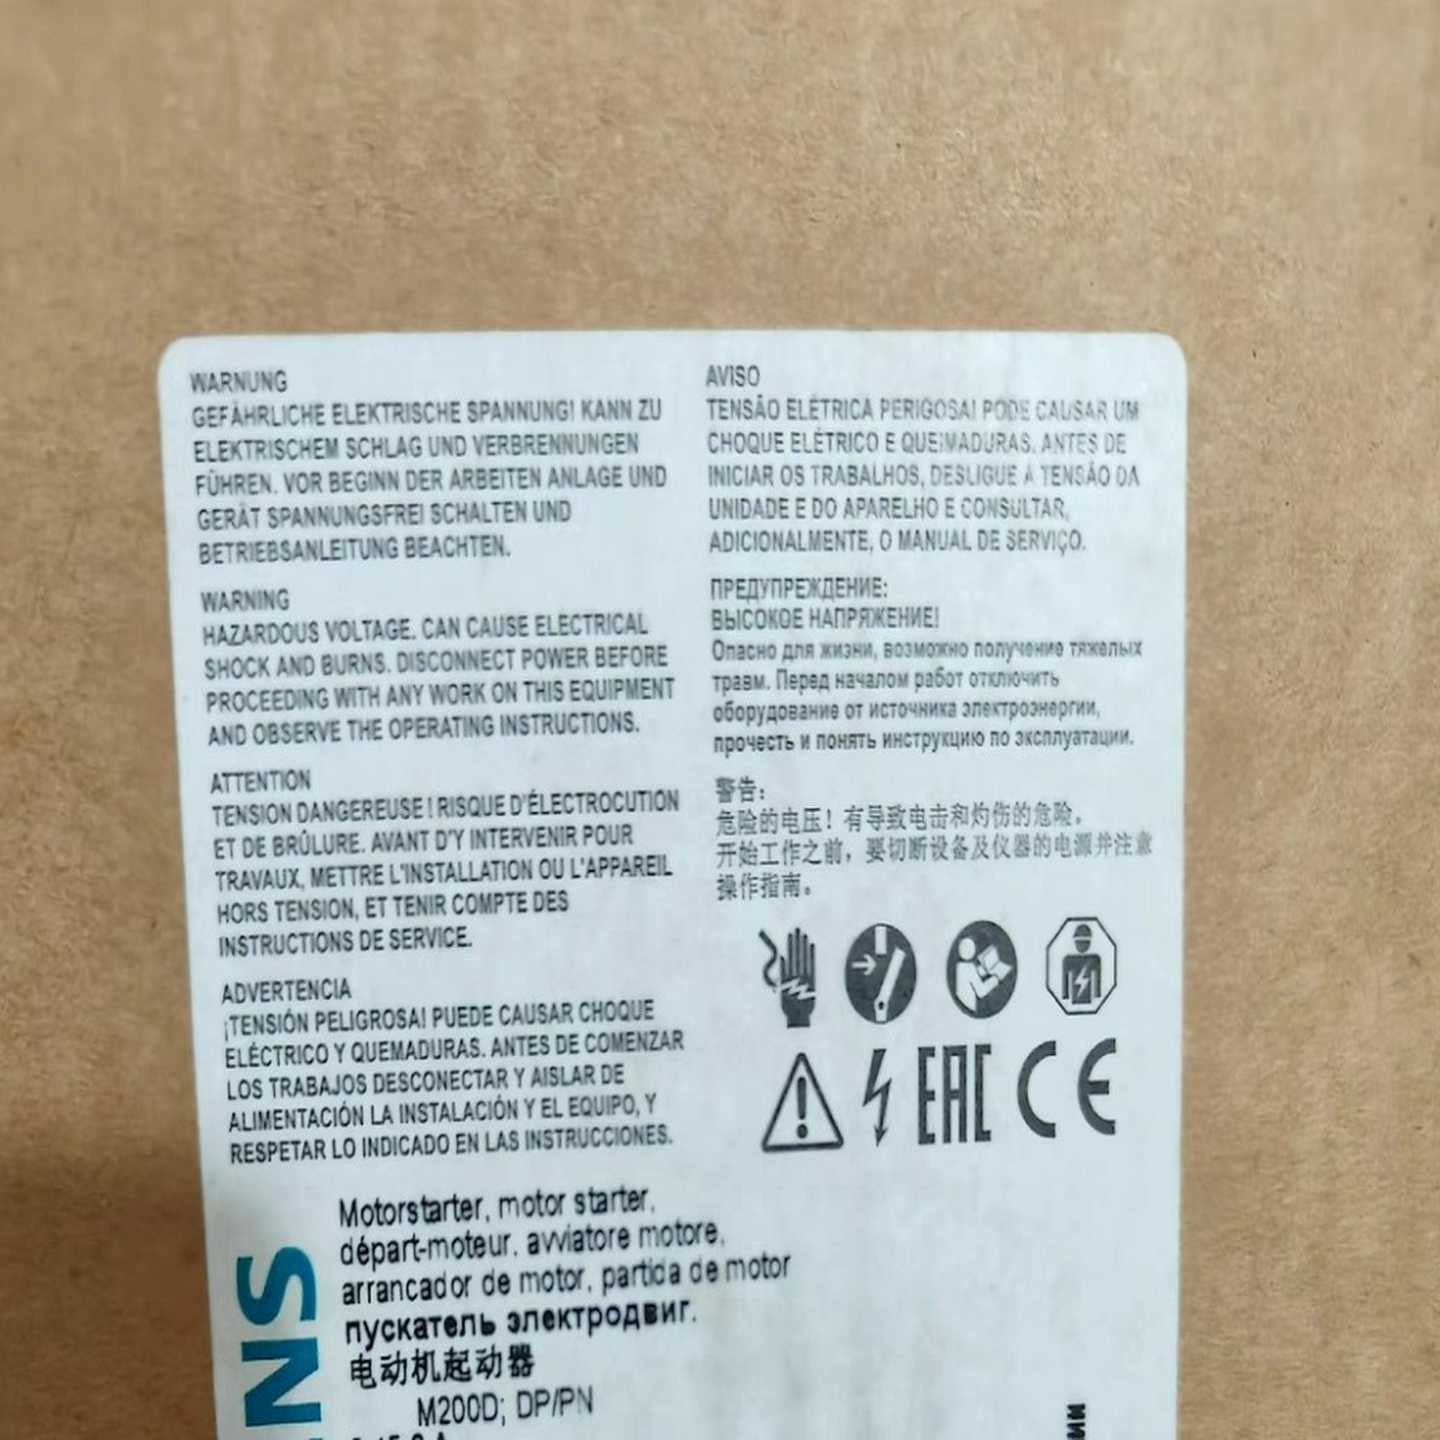 WARNUNG
GEFÄHRLICHE ELEKTRISCHE SPANNUNG! KANN ZU
ELEKTRISCHEM SCHLAG UND VERBRENNUNGEN
FÜHREN. VOR BEGINN DER ARBEITEN ANLAGE UND
GERÄT SPANNUNGSFREI SCHALTEN UND
BETRIEBSANLEITUNG BEACHTEN.
WARNING
HAZARDOUS VOLTAGE. CAN CAUSE ELECTRICAL
SHOCK AND BURNS. DISCONNECT POWER BEFORE
PROCEEDING WITH ANY WORK ON THIS EQUIPMENT
AND OBSERVE THE OPERATING INSTRUCTIONS.
ATTENTION
TENSION DANGEREUSE ! RISQUE D'ÉLECTROCUTION
ET DE BRÛLURE. AVANT D'Y INTERVENIR POUR
TRAVAUX, METTRE L'INSTALLATION OU L'APPAREIL
HORS TENSION, ET TENIR COMPTE DES
INSTRUCTIONS DE SERVICE.
ADVERTENCIA
¡TENSIÓN PELIGROSA! PUEDE CAUSAR CHOQUE
ELÉCTRICO Y QUEMADURAS. ANTES DE COMENZAR
LOS TRABAJOS DESCONECTAR Y AISLAR DE
ALIMENTACIÓN LA INSTALACIÓN Y EL EQUIPO, Y
RESPETAR LO INDICADO EN LAS INSTRUCCIONES.
AVISO
TENSÃO ELÉTRICA PERIGOSA! PODE CAUSAR UM
CHOQUE ELÉTRICO E QUEIMADURAS. ANTES DE
INICIAR OS TRABALHOS, DESLIGUE A TENSÃO DA
UNIDADE E DO APARELHO E CONSULTAR,
ADICIONALMENTE, O MANUAL DE SERVIÇO.
ПРЕДУПРЕЖДЕНИЕ:
ВЫСОКОЕ НАПРЯЖЕНИЕ!
Опасно для жизни, возможно получение тяжелых
травм. Перед началом работ отключить
оборудование от источника электроэнергии,
прочесть и понять инструкцию по эксплуатации.
警告:
危险的电压！有导致电击和灼伤的危险。
开始工作之前，要切断设备及仪器的电源并注意
操作指南。
EAC CE
Motorstarter, motor starter,
départ-moteur, avviatore motore,
arrancador de motor, partida de motor
пускатель электродвиг.
电动机起动器
M200D; DP/PN
NS